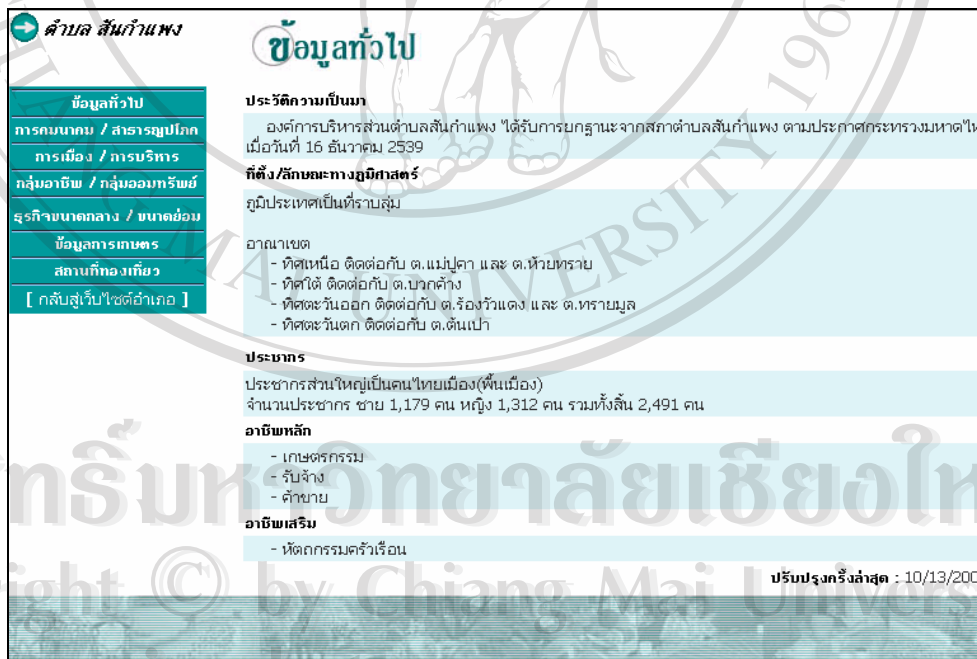 ตำบล สันกำแพง
ข้อมูลทั่วไป
ข้อมูลทั่วไป
การคมนาคม / สาธารณูปโภค
การเมือง / การบริหาร
กลุ่มอาชีพ / กลุ่มออมทรัพย์
ธุรกิจขนาดกลาง / ขนาดย่อม
ข้อมูลการเกษตร
สถานที่ท่องเที่ยว
[ กลับสู่เว็บไซต์อำเภอ ]
ประวัติความเป็นมา
องค์การบริหารส่วนตำบลสันกำแพง ได้รับการยกฐานะจากสภาตำบลสันกำแพง ตามประกาศกระทรวงมหาดไท
เมื่อวันที่ 16 ธันวาคม 2539
ที่ตั้ง/ลักษณะทางภูมิศาสตร์
ภูมิประเทศเป็นที่ราบลุ่ม
อาณาเขต
- ทิศเหนือ ติดต่อกับ ต.แม่ปูคา และ ต.ห้วยทราย
- ทิศใต้ ติดต่อกับ ต.บวกค้าง
- ทิศตะวันออก ติดต่อกับ ต.ร้องวัวแดง และ ต.ทรายมูล
- ทิศตะวันตก ติดต่อกับ ต.ต้นเปา
ประชากร
ประชากรส่วนใหญ่เป็นคนไทยเมือง(พื้นเมือง)
จำนวนประชากร ชาย 1,179 คน หญิง 1,312 คน รวมทั้งสิ้น 2,491 คน
อาชีพหลัก
- เกษตรกรรม
- รับจ้าง
- ค้าขาย
อาชีพเสริม
- หัตถกรรมครัวเรือน
ปรับปรุงครั้งล่าสุด : 10/13/200
CHIANG MAI UNIVERSITY 196
ทธิ์มหาวิทยาลัยเชียงให
right © by Chiang Mai Univers